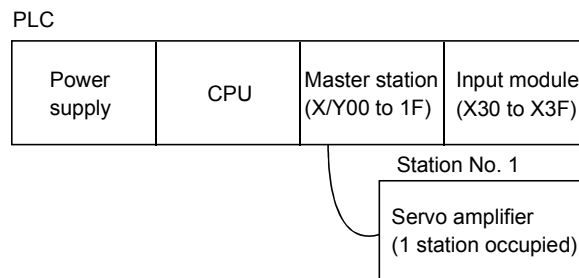 PLC
Power
supply
CPU
Master station
(X/Y00 to 1F)
Input module
(X30 to X3F)
Station No. 1
Servo amplifier
(1 station occupied)